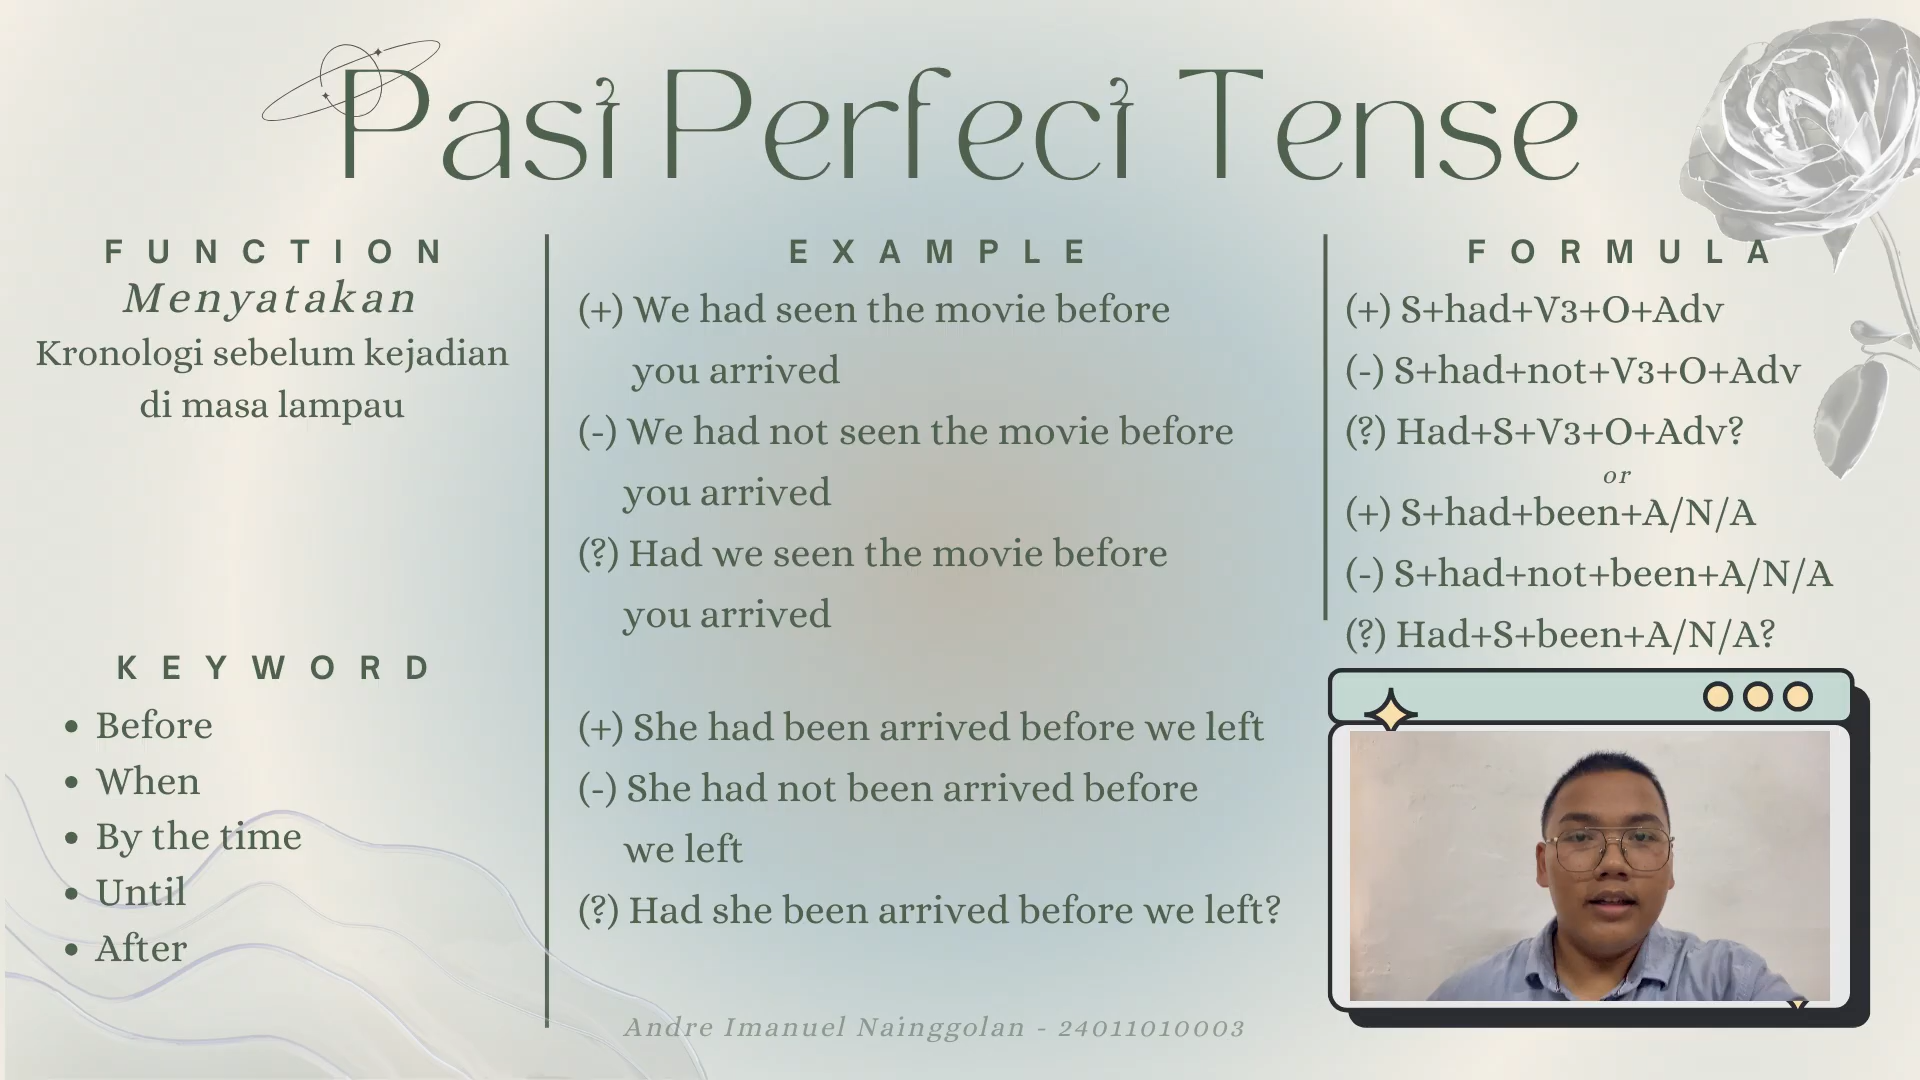 Past Perfect Tense
FUNCTION
Menyatakan
Kronologi sebelum kejadian
di masa lampau
KEYWORD
• Before
• When
• By the time
• Until
• After
EXAMPLE
(+) We had seen the movie before
you arrived
(-) We had not seen the movie before
you arrived
(?) Had we seen the movie before
you arrived
(+) She had been arrived before we left
(-) She had not been arrived before
we left
(?) Had she been arrived before we left?
FORMULA
(+) S+had+V3+O+Adv
(-) S+had+not+V3+O+Adv
(?) Had+S+V3+O+Adv?
or
(+) S+had+been+A/N/A
(-) S+had+not+been+A/N/A
(?) Had+S+been+A/N/A?
Andre Imanuel Nainggolan - 24011010003